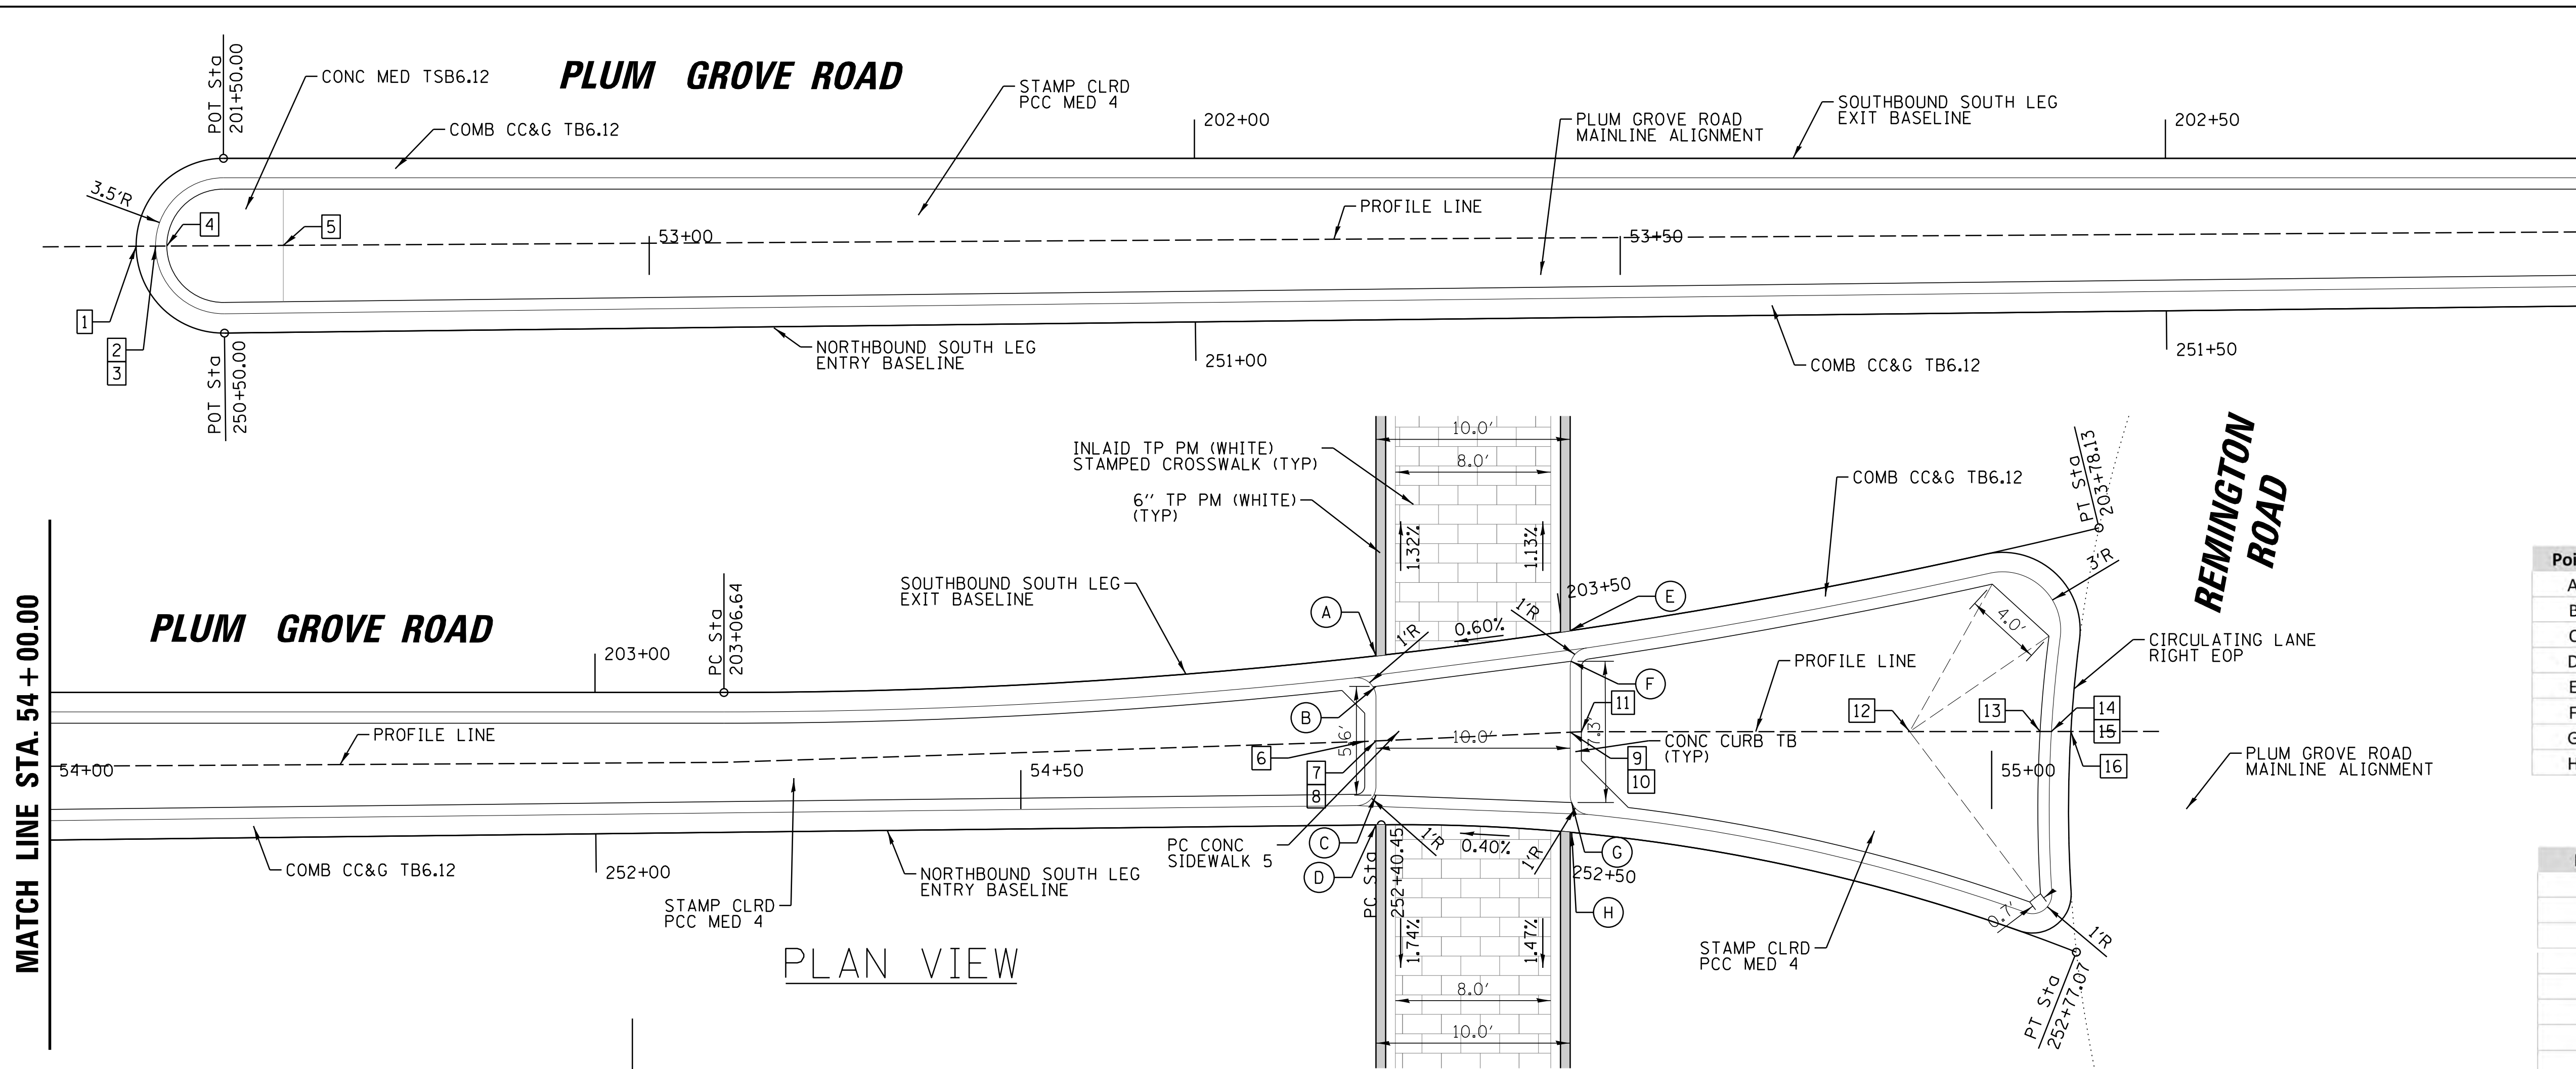 POT Sta
201+50.00
CONC MED TSB6.12
PLUM GROVE ROAD
COMB CC&G TB6.12
STAMP CLRD
PCC MED 4
202+00
PLUM GROVE ROAD
MAINLINE ALIGNMENT
SOUTHBOUND SOUTH LEG
EXIT BASELINE
202+50
3.5'R
4
5
53+00
PROFILE LINE
53+50
1
2
3
POT Sta
250+50.00
NORTHBOUND SOUTH LEG
ENTRY BASELINE
251+00
COMB CC&G TB6.12
251+50
MATCH LINE STA. 54+00.00
PLUM GROVE ROAD
54+00
PROFILE LINE
203+00
PC Sta
203+06.64
SOUTHBOUND SOUTH LEG
EXIT BASELINE
INLAID TP PM (WHITE)
STAMPED CROSSWALK (TYP)
6'' TP PM (WHITE)
(TYP)
10.0'
8.0'
1.32%
1.13%
203+50
COMB CC&G TB6.12
PT Sta
203+78.13
REMINGTON
ROAD
A
B
C
D
E
F
G
H
1'R
0.60%
1'R
3'R
4.0'
CIRCULATING LANE
RIGHT EOP
PROFILE LINE
5.6'
10.0'
7.3'
6
7
8
9
10
11
12
13
14
15
16
CONC CURB TB
(TYP)
54+50
55+00
PLUM GROVE ROAD
MAINLINE ALIGNMENT
COMB CC&G TB6.12
252+00
NORTHBOUND SOUTH LEG
ENTRY BASELINE
STAMP CLRD
PCC MED 4
PC CONC
SIDEWALK 5
PC Sta
252+40.45
1'R
0.40%
1'R
252+50
1.74%
1.47%
8.0'
10.0'
STAMP CLRD
PCC MED 4
0.7'
1'R
PT Sta
252+77.07
PLAN VIEW